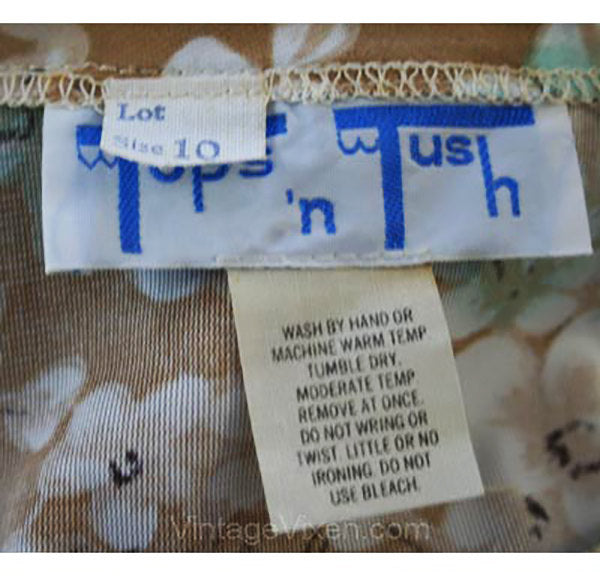 Lot
Size 10
Tops 'n Tush
WASH BY HAND OR
MACHINE WARM TEMP
TUMBLE DRY.
MODERATE TEMP
REMOVE AT ONCE.
DO NOT WRING OR
TWIST. LITTLE OR NO
IRONING. DO NOT
USE BLEACH.
VintageVixen.com